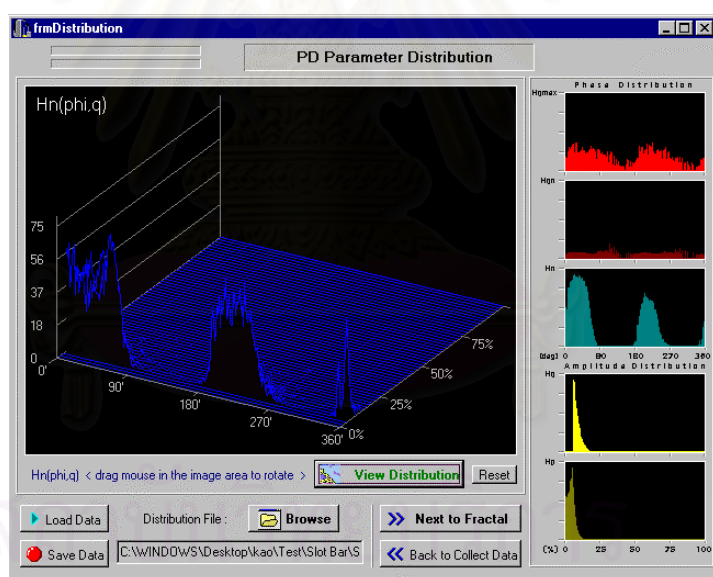 frmDistribution
PD Parameter Distribution
Hn(phi,q)
75
56
37
18
0
0'
90'
180'
270'
360'
0%
25%
50%
75%
Hn(phi,q) < drag mouse in the image area to rotate >
View Distribution
Reset
Phase Distribution
Hqmax
Hqn
Hn
(deg) 0 90 180 270 360
Amplitude Distribution
Hq
Hp
(%) 0 25 50 75 100
Load Data
Distribution File :
Browse
Next to Fractal
Save Data
C:\WINDOWS\Desktop\kao\Test\Slot Bar\S
Back to Collect Data